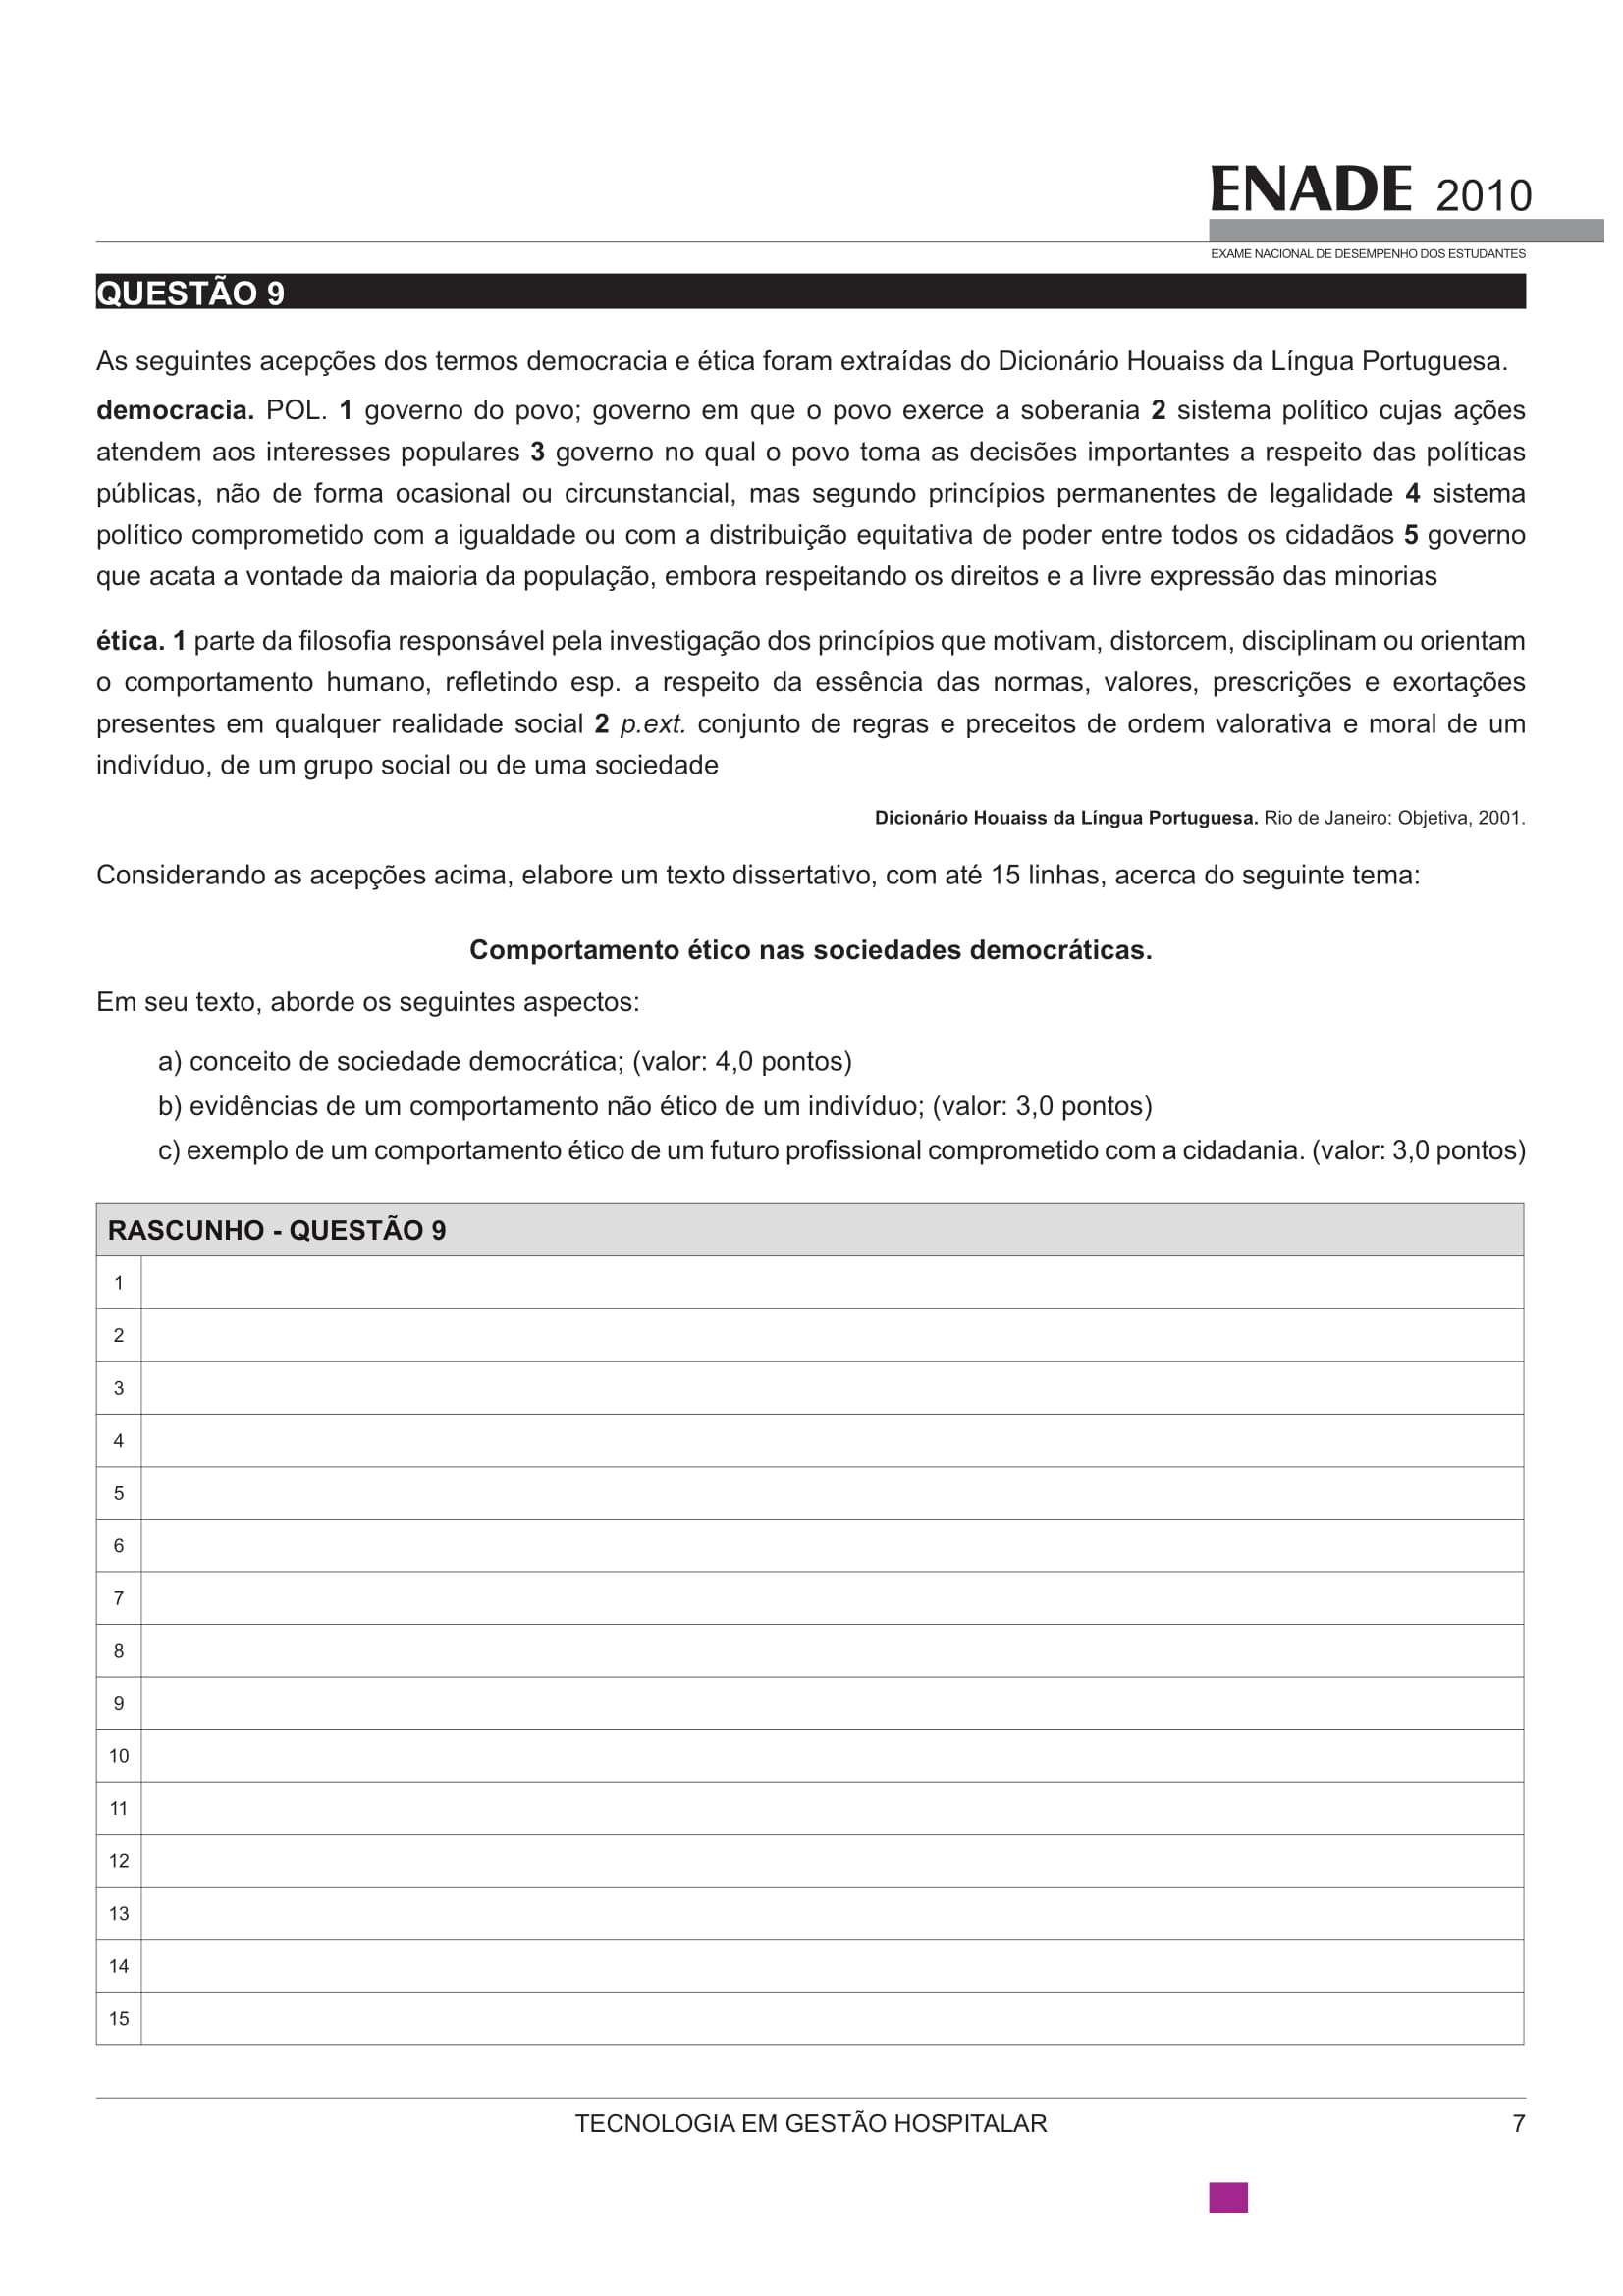 ENADE 2010
EXAME NACIONAL DE DESEMPENHO DOS ESTUDANTES
QUESTÃO 9
As seguintes acepções dos termos democracia e ética foram extraídas do Dicionário Houaiss da Língua Portuguesa.
democracia. POL. 1 governo do povo; governo em que o povo exerce a soberania 2 sistema político cujas ações
atendem aos interesses populares 3 governo no qual o povo toma as decisões importantes a respeito das políticas
públicas, não de forma ocasional ou circunstancial, mas segundo princípios permanentes de legalidade 4 sistema
político comprometido com a igualdade ou com a distribuição equitativa de poder entre todos os cidadãos 5 governo
que acata a vontade da maioria da população, embora respeitando os direitos e a livre expressão das minorias
ética. 1 parte da filosofia responsável pela investigação dos princípios que motivam, distorcem, disciplinam ou orientam
o comportamento humano, refletindo esp. a respeito da essência das normas, valores, prescrições e exortações
presentes em qualquer realidade social 2 p.ext. conjunto de regras e preceitos de ordem valorativa e moral de um
indivíduo, de um grupo social ou de uma sociedade
Dicionário Houaiss da Língua Portuguesa. Rio de Janeiro: Objetiva, 2001.
Considerando as acepções acima, elabore um texto dissertativo, com até 15 linhas, acerca do seguinte tema:
Comportamento ético nas sociedades democráticas.
Em seu texto, aborde os seguintes aspectos:
a) conceito de sociedade democrática; (valor: 4,0 pontos)
b) evidências de um comportamento não ético de um indivíduo; (valor: 3,0 pontos)
c) exemplo de um comportamento ético de um futuro profissional comprometido com a cidadania. (valor: 3,0 pontos)
RASCUNHO - QUESTÃO 9
1
2
3
4
5
6
7
8
9
10
11
12
13
14
15
TECNOLOGIA EM GESTÃO HOSPITALAR 7